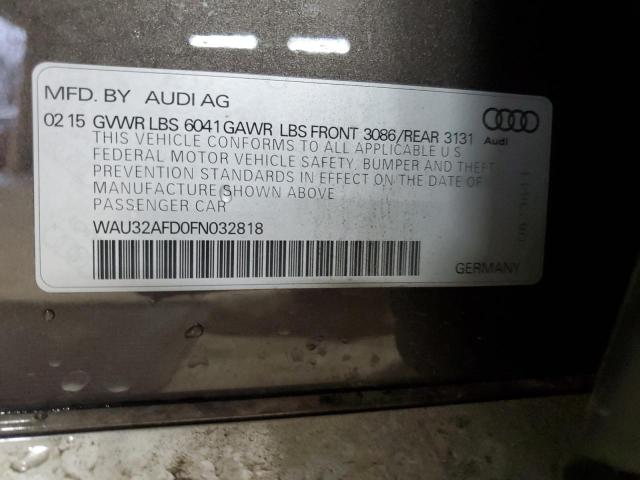 MFD. BY AUDI AG
02 15 GVWR LBS 6041 GAWR LBS FRONT 3086/REAR 3131
THIS VEHICLE CONFORMS TO ALL APPLICABLE U S
FEDERAL MOTOR VEHICLE SAFETY, BUMPER AND THEFT
PREVENTION STANDARDS IN EFFECT ON THE DATE OF
MANUFACTURE SHOWN ABOVE
PASSENGER CAR
WAU32AFD0FN032818
Audi
GERMANY